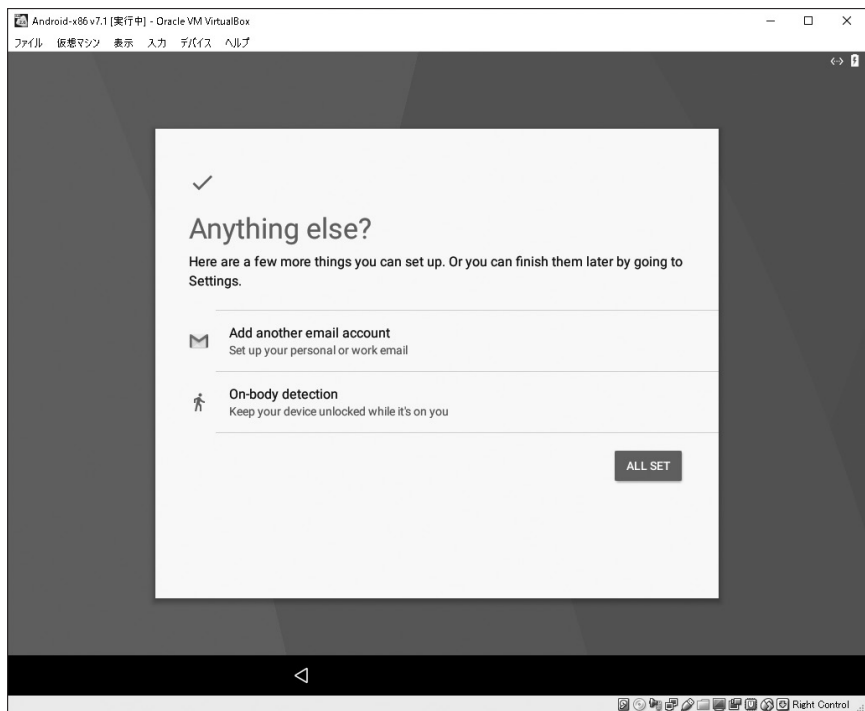 Android-x86 v7.1 [実行中] - Oracle VM VirtualBox
ファイル 仮想マシン 表示 入力 デバイス ヘルプ
Anything else?
Here are a few more things you can set up. Or you can finish them later by going to
Settings.
Add another email account
Set up your personal or work email
On-body detection
Keep your device unlocked while it's on you
ALL SET
Right Control